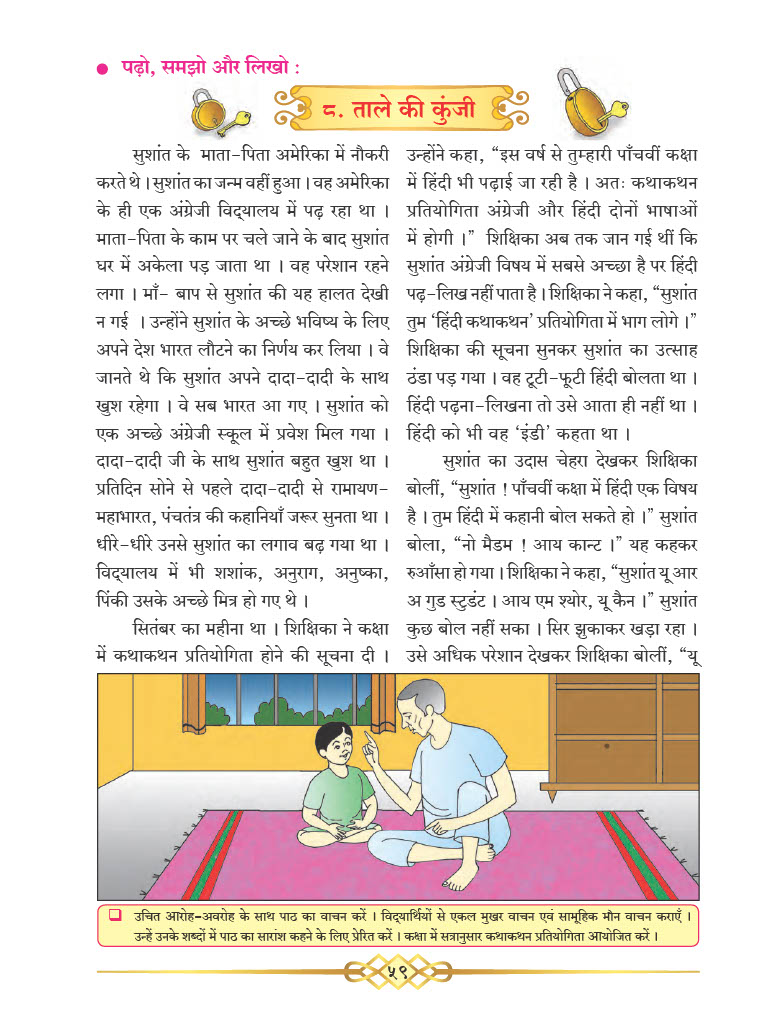 ● पढ़ो, समझो और लिखो :
८. ताले की कुंजी
सुशांत के माता-पिता अमेरिका में नौकरी
करते थे । सुशांत का जन्म वहीं हुआ । वह अमेरिका
के ही एक अंग्रेजी विद्यालय में पढ़ रहा था ।
माता-पिता के काम पर चले जाने के बाद सुशांत
घर में अकेला पड़ जाता था । वह परेशान रहने
लगा । माँ- बाप से सुशांत की यह हालत देखी
न गई । उन्होंने सुशांत के अच्छे भविष्य के लिए
अपने देश भारत लौटने का निर्णय कर लिया । वे
जानते थे कि सुशांत अपने दादा-दादी के साथ
खुश रहेगा । वे सब भारत आ गए । सुशांत को
एक अच्छे अंग्रेजी स्कूल में प्रवेश मिल गया ।
दादा-दादी जी के साथ सुशांत बहुत खुश था ।
प्रतिदिन सोने से पहले दादा-दादी से रामायण-
महाभारत, पंचतंत्र की कहानियाँ जरूर सुनता था ।
धीरे-धीरे उनसे सुशांत का लगाव बढ़ गया था ।
विद्यालय में भी शशांक, अनुराग, अनुष्का,
पिंकी उसके अच्छे मित्र हो गए थे ।
सितंबर का महीना था । शिक्षिका ने कक्षा
में कथाकथन प्रतियोगिता होने की सूचना दी ।
उन्होंने कहा, “इस वर्ष से तुम्हारी पाँचवीं कक्षा
में हिंदी भी पढ़ाई जा रही है । अतः कथाकथन
प्रतियोगिता अंग्रेजी और हिंदी दोनों भाषाओं
में होगी ।” शिक्षिका अब तक जान गई थीं कि
सुशांत अंग्रेजी विषय में सबसे अच्छा है पर हिंदी
पढ़-लिख नहीं पाता है । शिक्षिका ने कहा, “सुशांत
तुम ‘हिंदी कथाकथन’ प्रतियोगिता में भाग लोगे ।”
शिक्षिका की सूचना सुनकर सुशांत का उत्साह
ठंडा पड़ गया । वह टूटी-फूटी हिंदी बोलता था ।
हिंदी पढ़ना-लिखना तो उसे आता ही नहीं था ।
हिंदी को भी वह ‘इंडी’ कहता था ।
सुशांत का उदास चेहरा देखकर शिक्षिका
बोलीं, “सुशांत ! पाँचवीं कक्षा में हिंदी एक विषय
है । तुम हिंदी में कहानी बोल सकते हो ।” सुशांत
बोला, “नो मैडम ! आय कान्ट ।” यह कहकर
रुआँसा हो गया । शिक्षिका ने कहा, “सुशांत यू आर
अ गुड स्टुडंट । आय एम श्योर, यू कैन ।” सुशांत
कुछ बोल नहीं सका । सिर झुकाकर खड़ा रहा ।
उसे अधिक परेशान देखकर शिक्षिका बोलीं, “यू
❑ उचित आरोह-अवरोह के साथ पाठ का वाचन करें । विद्यार्थियों से एकल मुखर वाचन एवं सामूहिक मौन वाचन कराएँ ।
उन्हें उनके शब्दों में पाठ का सारांश कहने के लिए प्रेरित करें । कक्षा में सत्रानुसार कथाकथन प्रतियोगिता आयोजित करें ।
५९